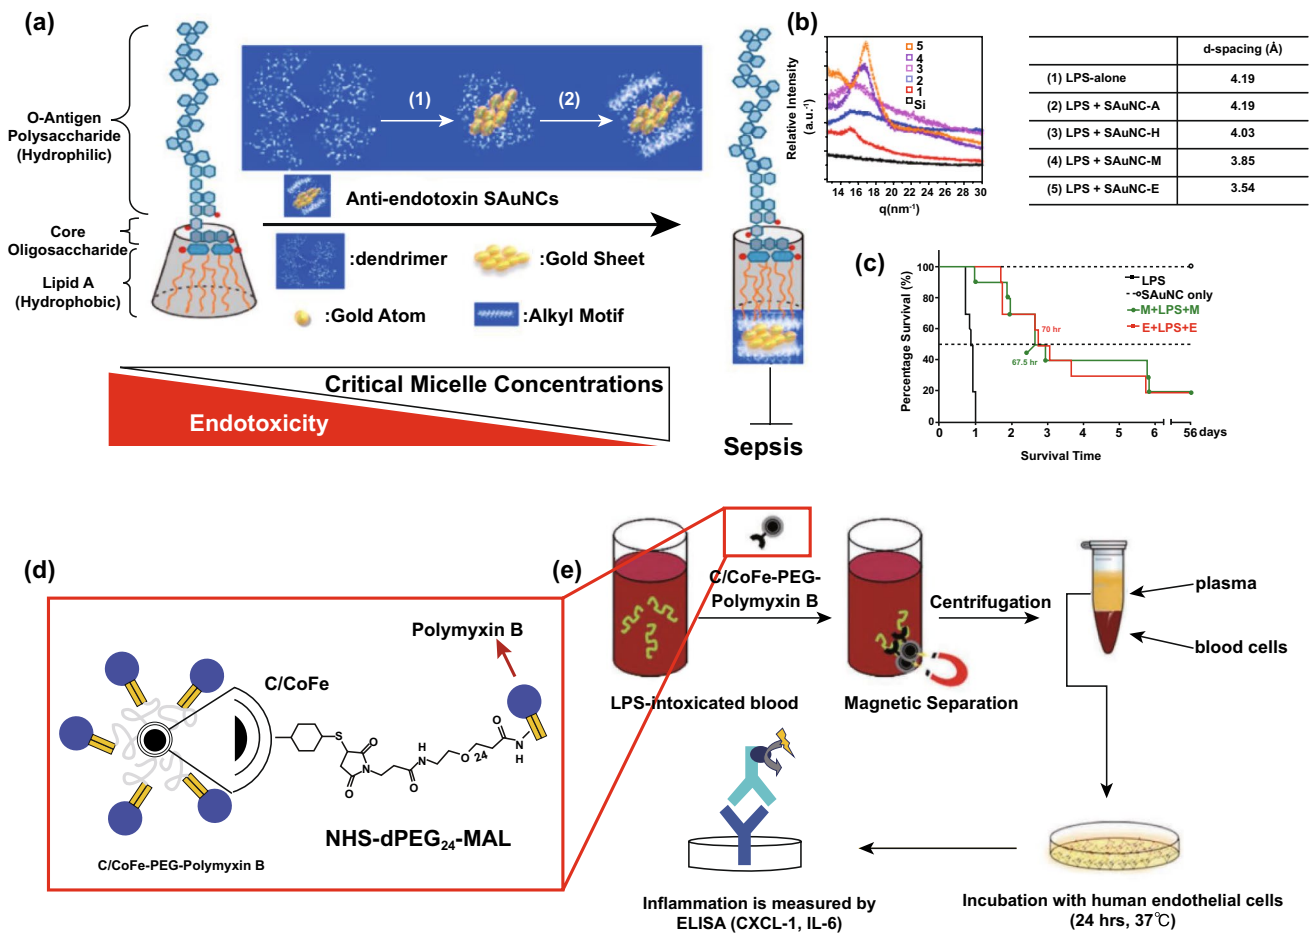 (a)
O-Antigen
Polysaccharide
(Hydrophilic)
Core
Oligosaccharide
Lipid A
(Hydrophobic)
(1)
(2)
Anti-endotoxin SAuNCs
:dendrimer
:Gold Sheet
:Gold Atom
:Alkyl Motif
Critical Micelle Concentrations
Endotoxicity
Sepsis
(b)
Relative Intensity
(a.u.⁻¹)
5
4
3
2
1
Si
14 16 18 20 22 24 26 28 30
q(nm⁻¹)
d-spacing (Å)
(1) LPS-alone 4.19
(2) LPS + SAuNC-A 4.19
(3) LPS + SAuNC-H 4.03
(4) LPS + SAuNC-M 3.85
(5) LPS + SAuNC-E 3.54
(c)
Percentage Survival (%)
100
80
60
40
20
0
LPS
SAuNC only
M+LPS+M
E+LPS+E
70 hr
67.5 hr
0 1 2 3 4 5 6 56 days
Survival Time
(d)
Polymyxin B
C/CoFe
S
O
N
O
O
H
N
O
24
O
N
H
NHS-dPEG₂₄-MAL
C/CoFe-PEG-Polymyxin B
(e)
C/CoFe-PEG-
Polymyxin B
LPS-intoxicated blood
Centrifugation
Magnetic Separation
plasma
blood cells
Inflammation is measured by
ELISA (CXCL-1, IL-6)
Incubation with human endothelial cells
(24 hrs, 37℃)